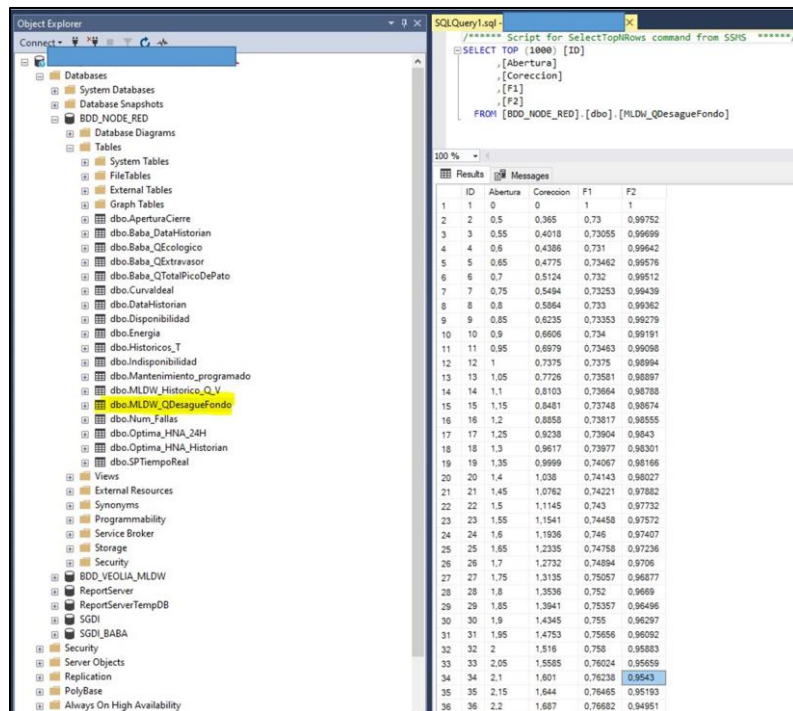 Object Explorer
Connect
Databases
System Databases
Database Snapshots
BDD_NODE_RED
Database Diagrams
Tables
System Tables
FileTables
External Tables
Graph Tables
dbo.AperturaCierre
dbo.Baba_DataHistorian
dbo.Baba_QEcologico
dbo.Baba_QExtravasor
dbo.Baba_QTotalPicoDePato
dbo.Curvaldeal
dbo.DataHistorian
dbo.Disponibilidad
dbo.Energia
dbo.Historicos_T
dbo.Indisponibilidad
dbo.Mantenimiento_programado
dbo.MLDW_Historico_Q_V
dbo.MLDW_QDesagueFondo
dbo.Num_Fallas
dbo.Optima_HNA_24H
dbo.Optima_HNA_Historian
dbo.SPTiempoReal
Views
External Resources
Synonyms
Programmability
Service Broker
Storage
Security
BDD_VEOLIA_MLDW
ReportServer
ReportServerTempDB
SGDI
SGDI_BABA
Security
Server Objects
Replication
PolyBase
Always On High Availability
SQLQuery1.sql -
/****** Script for SelectTopNRows command from SSMS ******/
SELECT TOP (1000) [ID]
,[Abertura]
,[Coreccion]
,[F1]
,[F2]
FROM [BDD_NODE_RED].[dbo].[MLDW_QDesagueFondo]
100 %
Results Messages
ID Abertura Coreccion F1 F2
1 1 0 0 1 1
2 2 0,5 0,365 0,73 0,99752
3 3 0,55 0,4018 0,73055 0,99699
4 4 0,6 0,4386 0,731 0,99642
5 5 0,65 0,4775 0,73462 0,99576
6 6 0,7 0,5124 0,732 0,99512
7 7 0,75 0,5494 0,73253 0,99439
8 8 0,8 0,5864 0,733 0,99362
9 9 0,85 0,6235 0,73353 0,99279
10 10 0,9 0,6606 0,734 0,99191
11 11 0,95 0,6979 0,73463 0,99098
12 12 1 0,7375 0,7375 0,98994
13 13 1,05 0,7726 0,73581 0,98897
14 14 1,1 0,8103 0,73664 0,98788
15 15 1,15 0,8481 0,73748 0,98674
16 16 1,2 0,8858 0,73817 0,98555
17 17 1,25 0,9238 0,73904 0,9843
18 18 1,3 0,9617 0,73977 0,98301
19 19 1,35 0,9999 0,74067 0,98166
20 20 1,4 1,038 0,74143 0,98027
21 21 1,45 1,0762 0,74221 0,97882
22 22 1,5 1,1145 0,743 0,97732
23 23 1,55 1,1541 0,74458 0,97572
24 24 1,6 1,1936 0,746 0,97407
25 25 1,65 1,2335 0,74758 0,97236
26 26 1,7 1,2732 0,74894 0,9706
27 27 1,75 1,3135 0,75057 0,96877
28 28 1,8 1,3536 0,752 0,9669
29 29 1,85 1,3941 0,75357 0,96496
30 30 1,9 1,4345 0,755 0,96297
31 31 1,95 1,4753 0,75656 0,96092
32 32 2 1,516 0,758 0,95883
33 33 2,05 1,5585 0,76024 0,95659
34 34 2,1 1,601 0,76238 0,9543
35 35 2,15 1,644 0,76465 0,95193
36 36 2,2 1,687 0,76682 0,94951